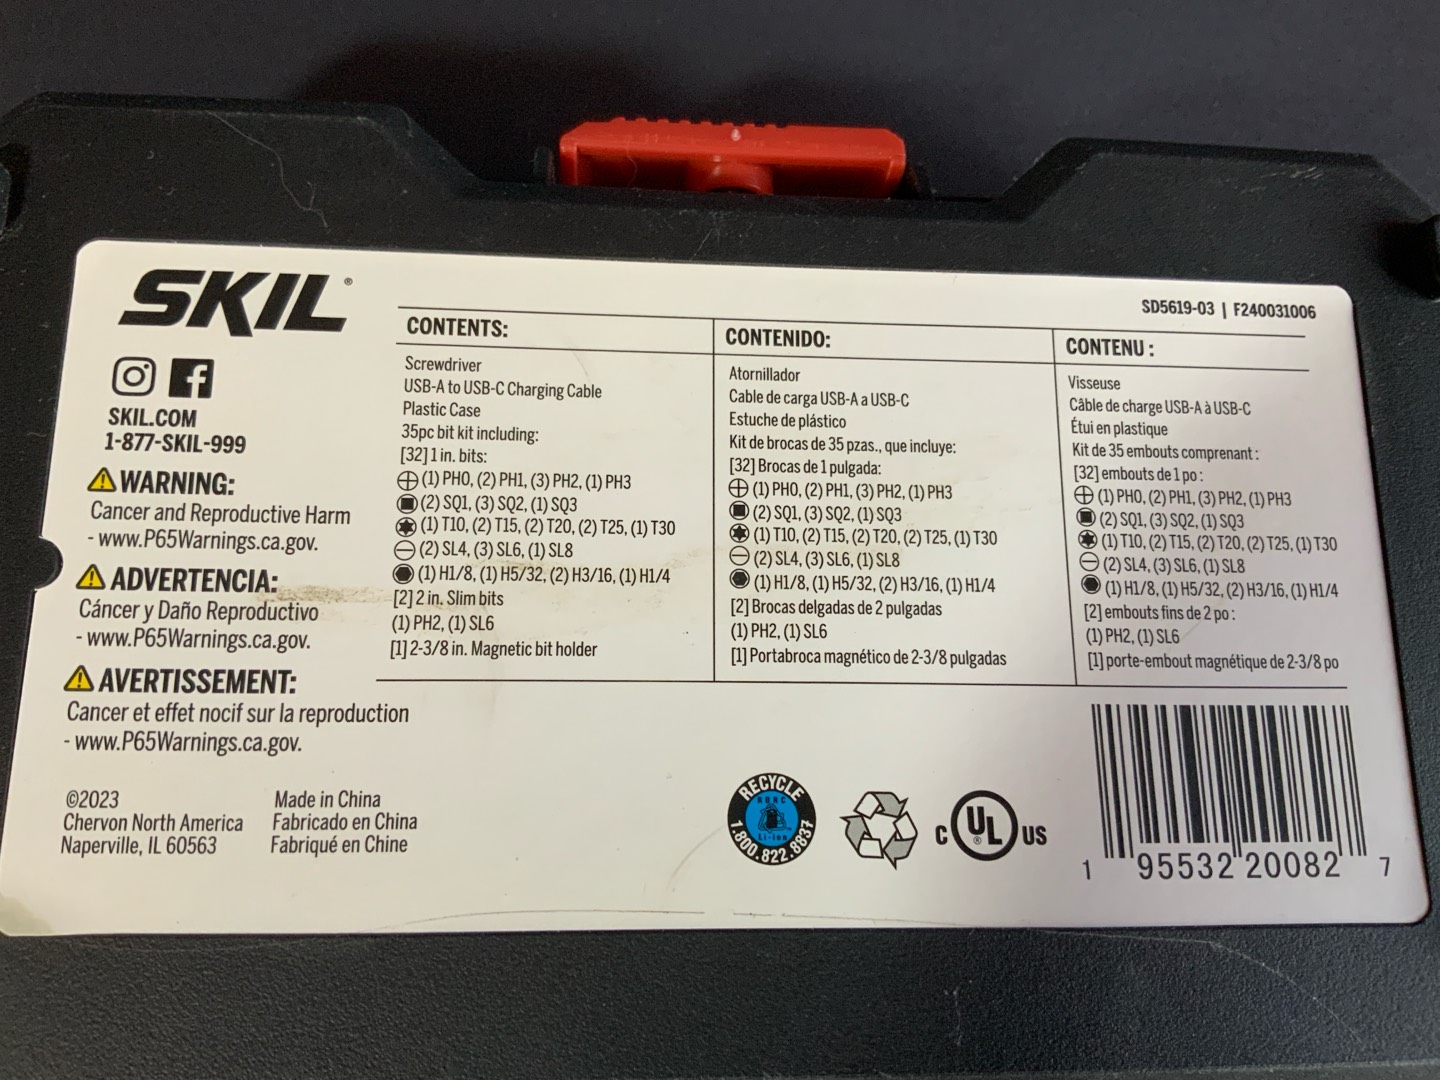 SKIL®
SKIL.COM
1-877-SKIL-999
WARNING:
Cancer and Reproductive Harm
- www.P65Warnings.ca.gov.
ADVERTENCIA:
Cáncer y Daño Reproductivo
- www.P65Warnings.ca.gov.
AVERTISSEMENT:
Cancer et effet nocif sur la reproduction
- www.P65Warnings.ca.gov.
©2023
Chervon North America
Naperville, IL 60563
Made in China
Fabricado en China
Fabriqué en Chine
SD5619-03 | F240031006
CONTENTS:
Screwdriver
USB-A to USB-C Charging Cable
Plastic Case
35pc bit kit including:
[32] 1 in. bits:
(1) PH0, (2) PH1, (3) PH2, (1) PH3
(2) SQ1, (3) SQ2, (1) SQ3
(1) T10, (2) T15, (2) T20, (2) T25, (1) T30
(2) SL4, (3) SL6, (1) SL8
(1) H1/8, (1) H5/32, (2) H3/16, (1) H1/4
[2] 2 in. Slim bits
(1) PH2, (1) SL6
[1] 2-3/8 in. Magnetic bit holder
CONTENIDO:
Atornillador
Cable de carga USB-A a USB-C
Estuche de plástico
Kit de brocas de 35 pzas., que incluye:
[32] Brocas de 1 pulgada:
(1) PH0, (2) PH1, (3) PH2, (1) PH3
(2) SQ1, (3) SQ2, (1) SQ3
(1) T10, (2) T15, (2) T20, (2) T25, (1) T30
(2) SL4, (3) SL6, (1) SL8
(1) H1/8, (1) H5/32, (2) H3/16, (1) H1/4
[2] Brocas delgadas de 2 pulgadas
(1) PH2, (1) SL6
[1] Portabroca magnético de 2-3/8 pulgadas
CONTENU :
Visseuse
Câble de charge USB-A à USB-C
Étui en plastique
Kit de 35 embouts comprenant :
[32] embouts de 1 po :
(1) PH0, (2) PH1, (3) PH2, (1) PH3
(2) SQ1, (3) SQ2, (1) SQ3
(1) T10, (2) T15, (2) T20, (2) T25, (1) T30
(2) SL4, (3) SL6, (1) SL8
(1) H1/8, (1) H5/32, (2) H3/16, (1) H1/4
[2] embouts fins de 2 po :
(1) PH2, (1) SL6
[1] porte-embout magnétique de 2-3/8 po
RECYCLE
RBRC
Li-ion
1.800.822.8837
C UL® US
1 95532 20082 7